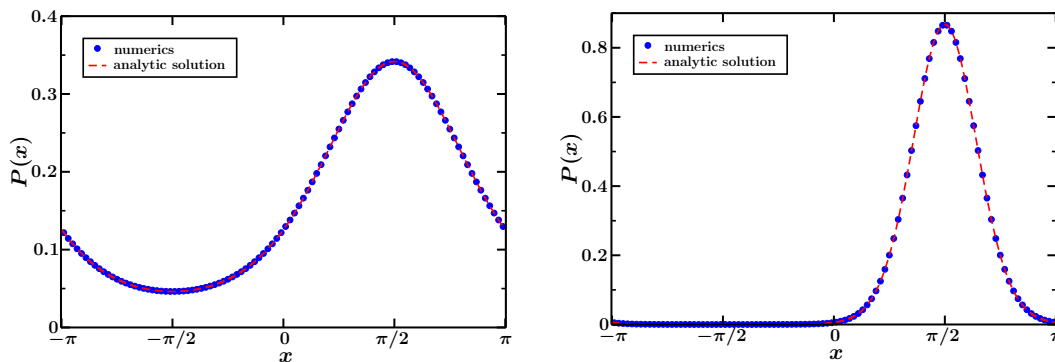 0.4
0.3
0.2
0.1
0
P(x)
numerics
analytic solution
−π
−π/2
0
π/2
π
x
0.8
0.6
0.4
0.2
0
P(x)
numerics
analytic solution
−π
−π/2
0
π/2
π
x